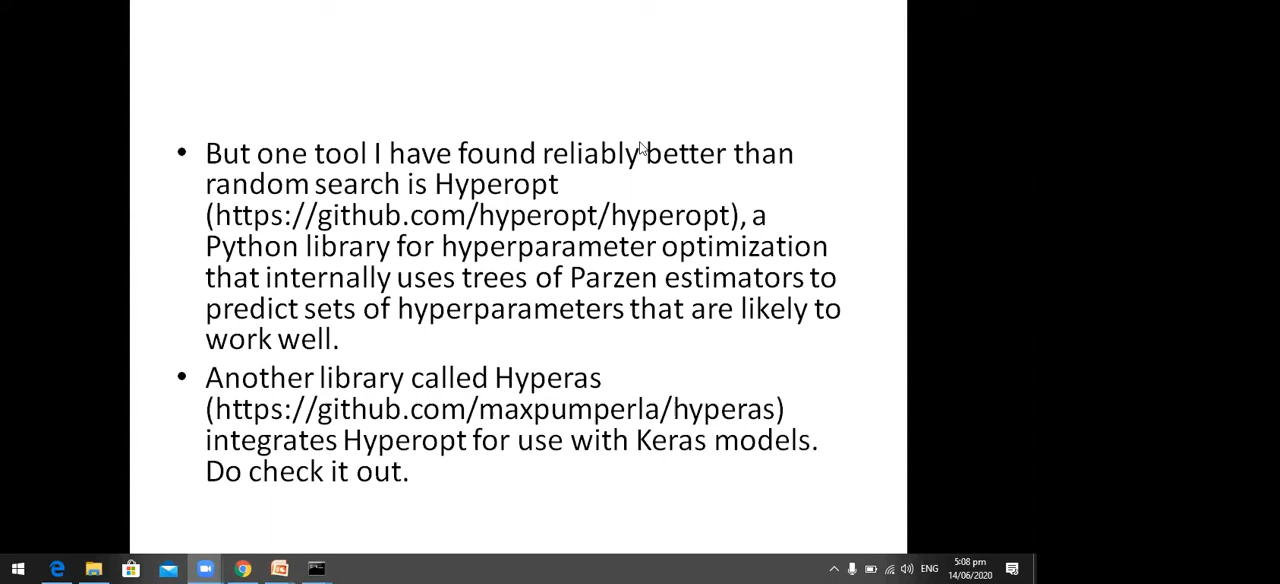 • But one tool I have found reliably better than
random search is Hyperopt
(https://github.com/hyperopt/hyperopt), a
Python library for hyperparameter optimization
that internally uses trees of Parzen estimators to
predict sets of hyperparameters that are likely to
work well.
• Another library called Hyperas
(https://github.com/maxpumperla/hyperas)
integrates Hyperopt for use with Keras models.
Do check it out.
ENG
5:08 pm
14/06/2020